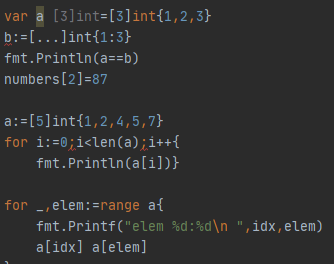 var a [3]int=[3]int{1,2,3}
b:=[...]int{1:3}
fmt.Println(a==b)
numbers[2]=87
a:=[5]int{1,2,4,5,7}
for i:=0;i<len(a);i++{
fmt.Println(a[i])}
for _,elem:=range a{
fmt.Printf("elem %d:%d\n ",idx,elem)
a[idx] a[elem]